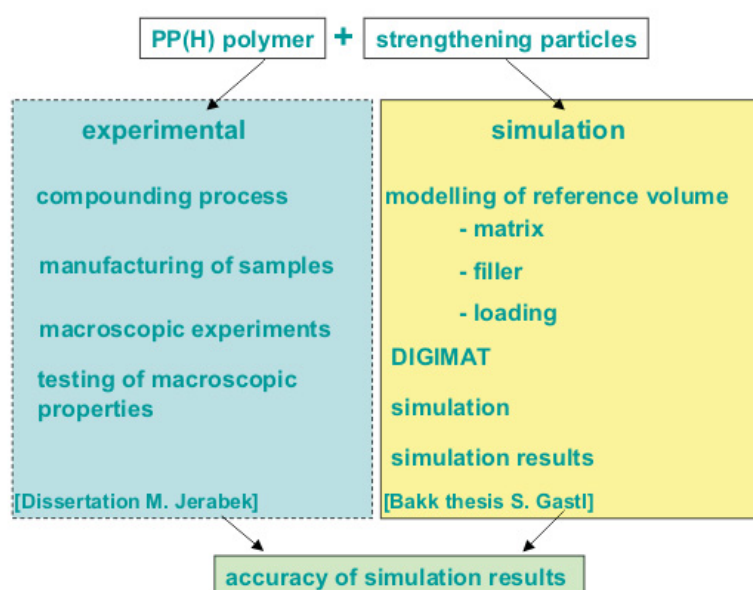 PP(H) polymer + strengthening particles
experimental
compounding process
manufacturing of samples
macroscopic experiments
testing of macroscopic
properties
[Dissertation M. Jerabek]
simulation
modelling of reference volume
- matrix
- filler
- loading
DIGIMAT
simulation
simulation results
[Bakk thesis S. Gastl]
accuracy of simulation results